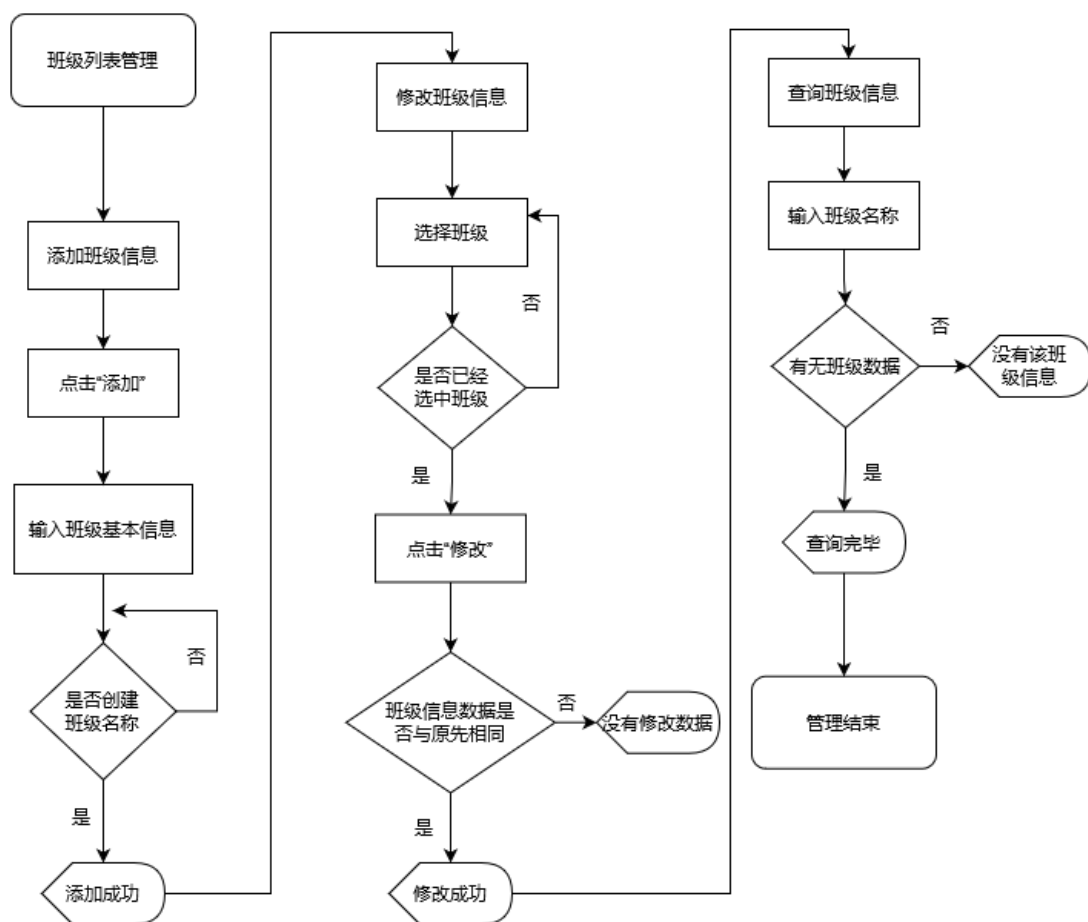 班级列表管理
添加班级信息
点击“添加”
输入班级基本信息
否
是否创建
班级名称
是
添加成功
修改班级信息
选择班级
否
是否已经
选中班级
是
点击“修改”
班级信息数据是
否与原先相同
否
没有修改数据
是
修改成功
查询班级信息
输入班级名称
有无班级数据
否
没有该班
级信息
是
查询完毕
管理结束